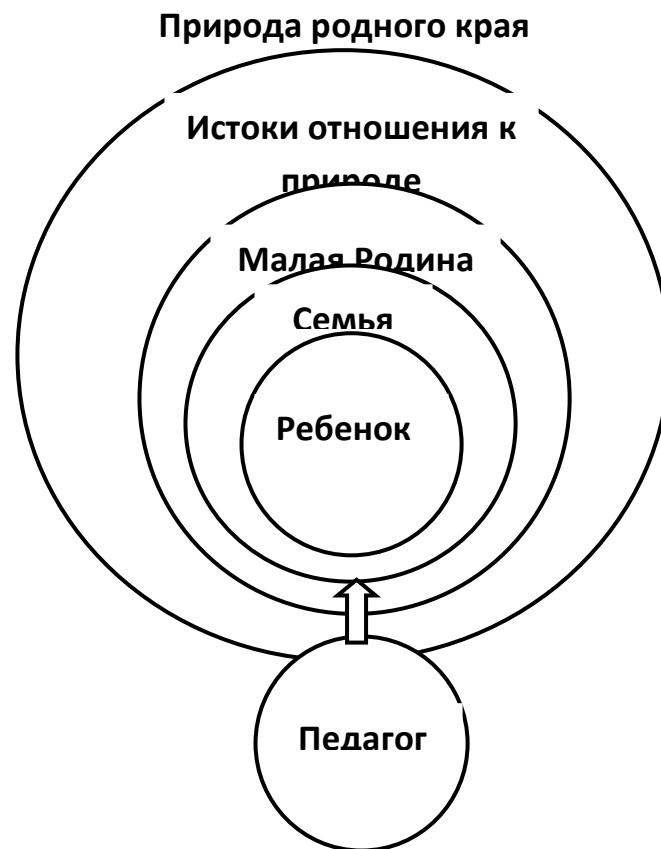 Природа родного края
Истоки отношения к
природе
Малая Родина
Семья
Ребенок
Педагог